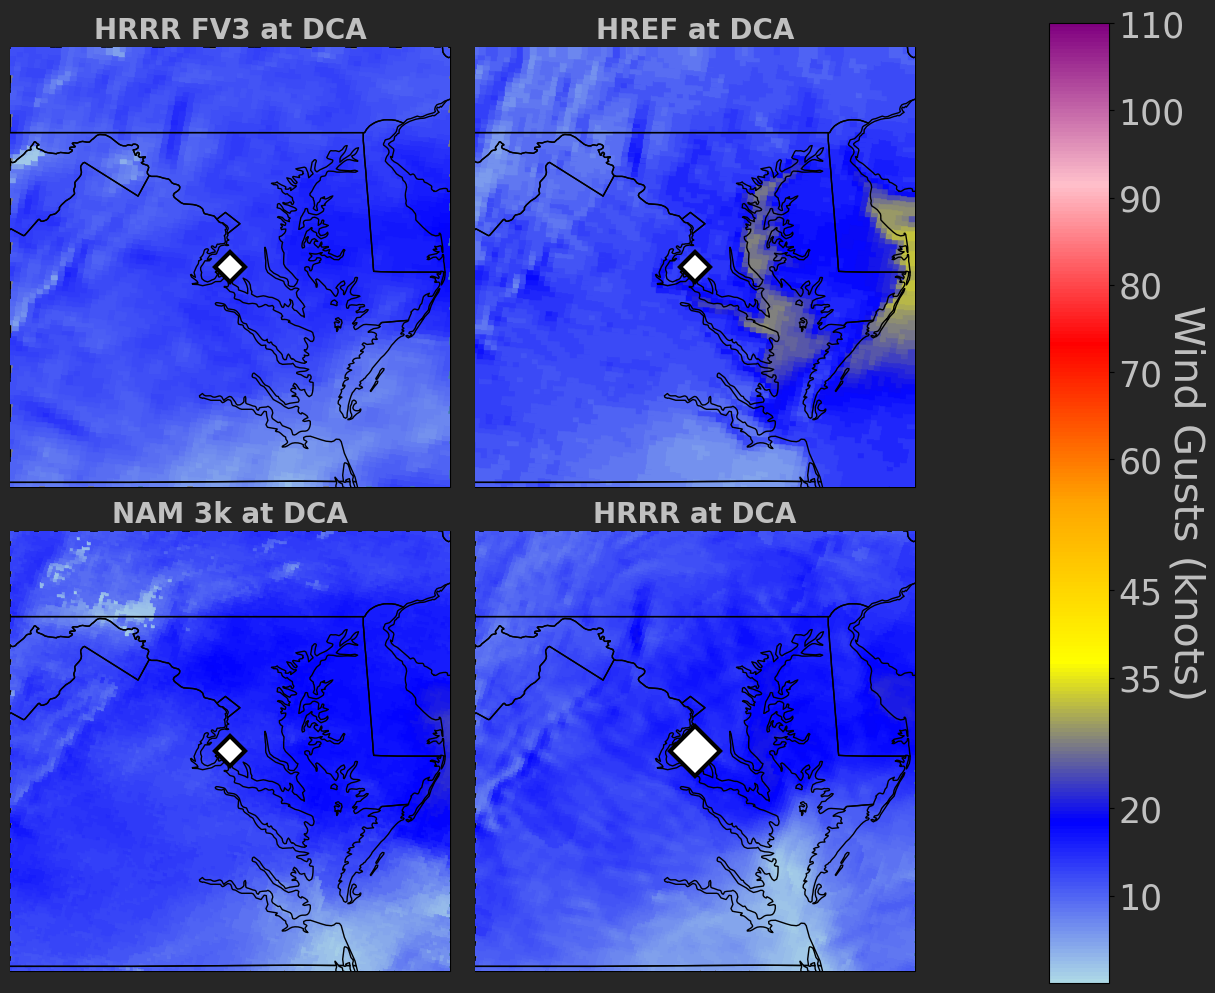 HRRR FV3 at DCA
HREF at DCA
NAM 3k at DCA
HRRR at DCA
110
100
90
80
70
60
45
35
20
10
Wind Gusts (knots)